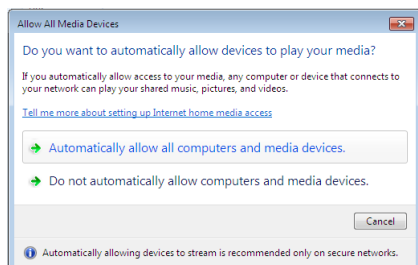 Allow All Media Devices
Do you want to automatically allow devices to play your media?
If you automatically allow access to your media, any computer or device that connects to
your network can play your shared music, pictures, and videos.
Tell me more about setting up Internet home media access
Automatically allow all computers and media devices.
Do not automatically allow computers and media devices.
Cancel
Automatically allowing devices to stream is recommended only on secure networks.